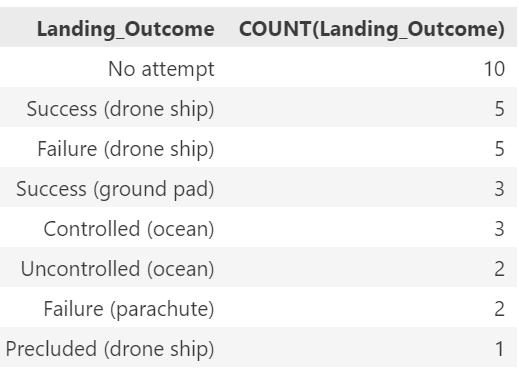 Landing_Outcome COUNT(Landing_Outcome)
No attempt 10
Success (drone ship) 5
Failure (drone ship) 5
Success (ground pad) 3
Controlled (ocean) 3
Uncontrolled (ocean) 2
Failure (parachute) 2
Precluded (drone ship) 1